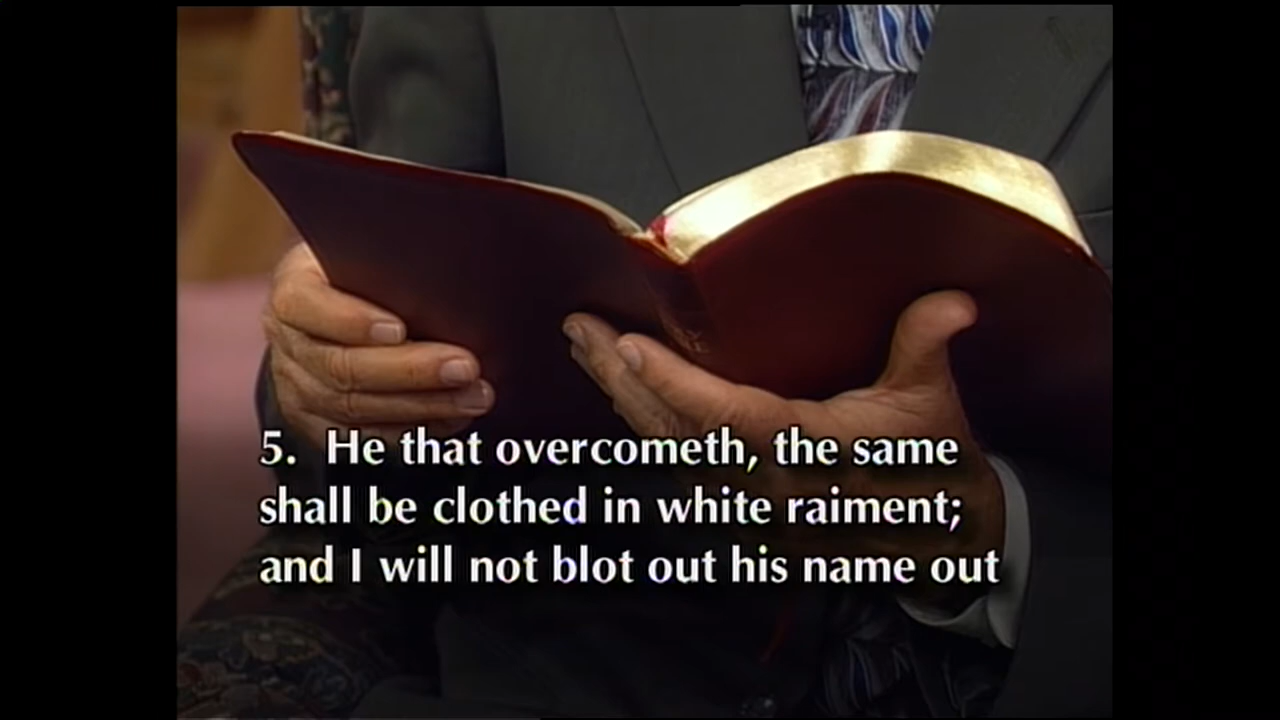 5. He that overcometh, the same
shall be clothed in white raiment;
and I will not blot out his name out